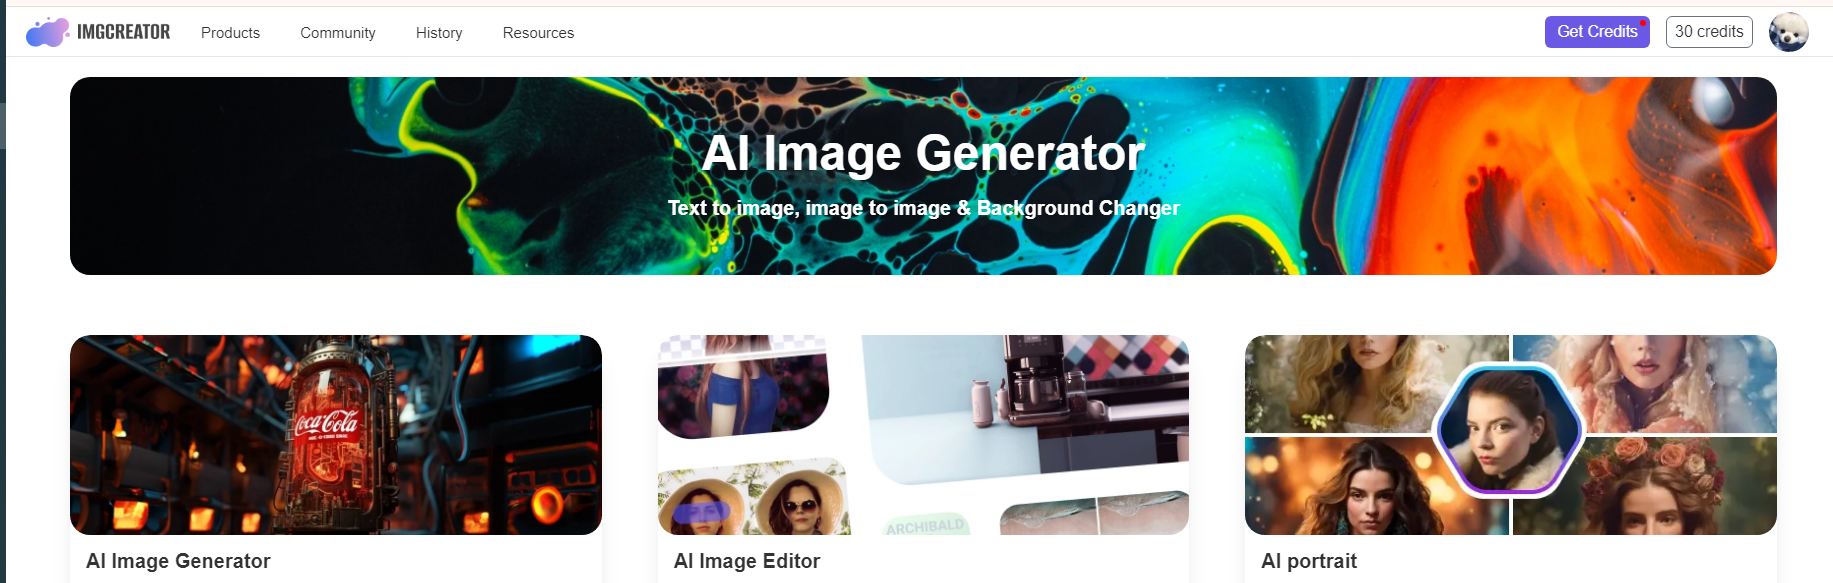 IMGCREATOR
Products
Community
History
Resources
Get Credits
30 credits
AI Image Generator
Text to image, image to image & Background Changer
Coca-Cola
ARCHIBALD
AI Image Generator
AI Image Editor
AI portrait